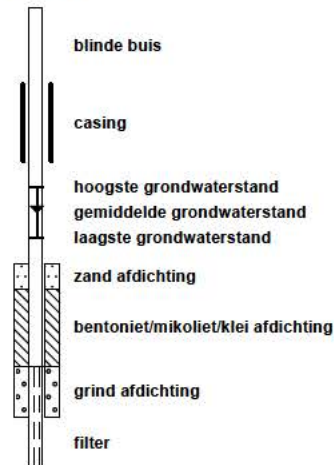 blinde buis
casing
hoogste grondwaterstand
gemiddelde grondwaterstand
laagste grondwaterstand
zand afdichting
bentoniet/mikoliet/klei afdichting
grind afdichting
filter